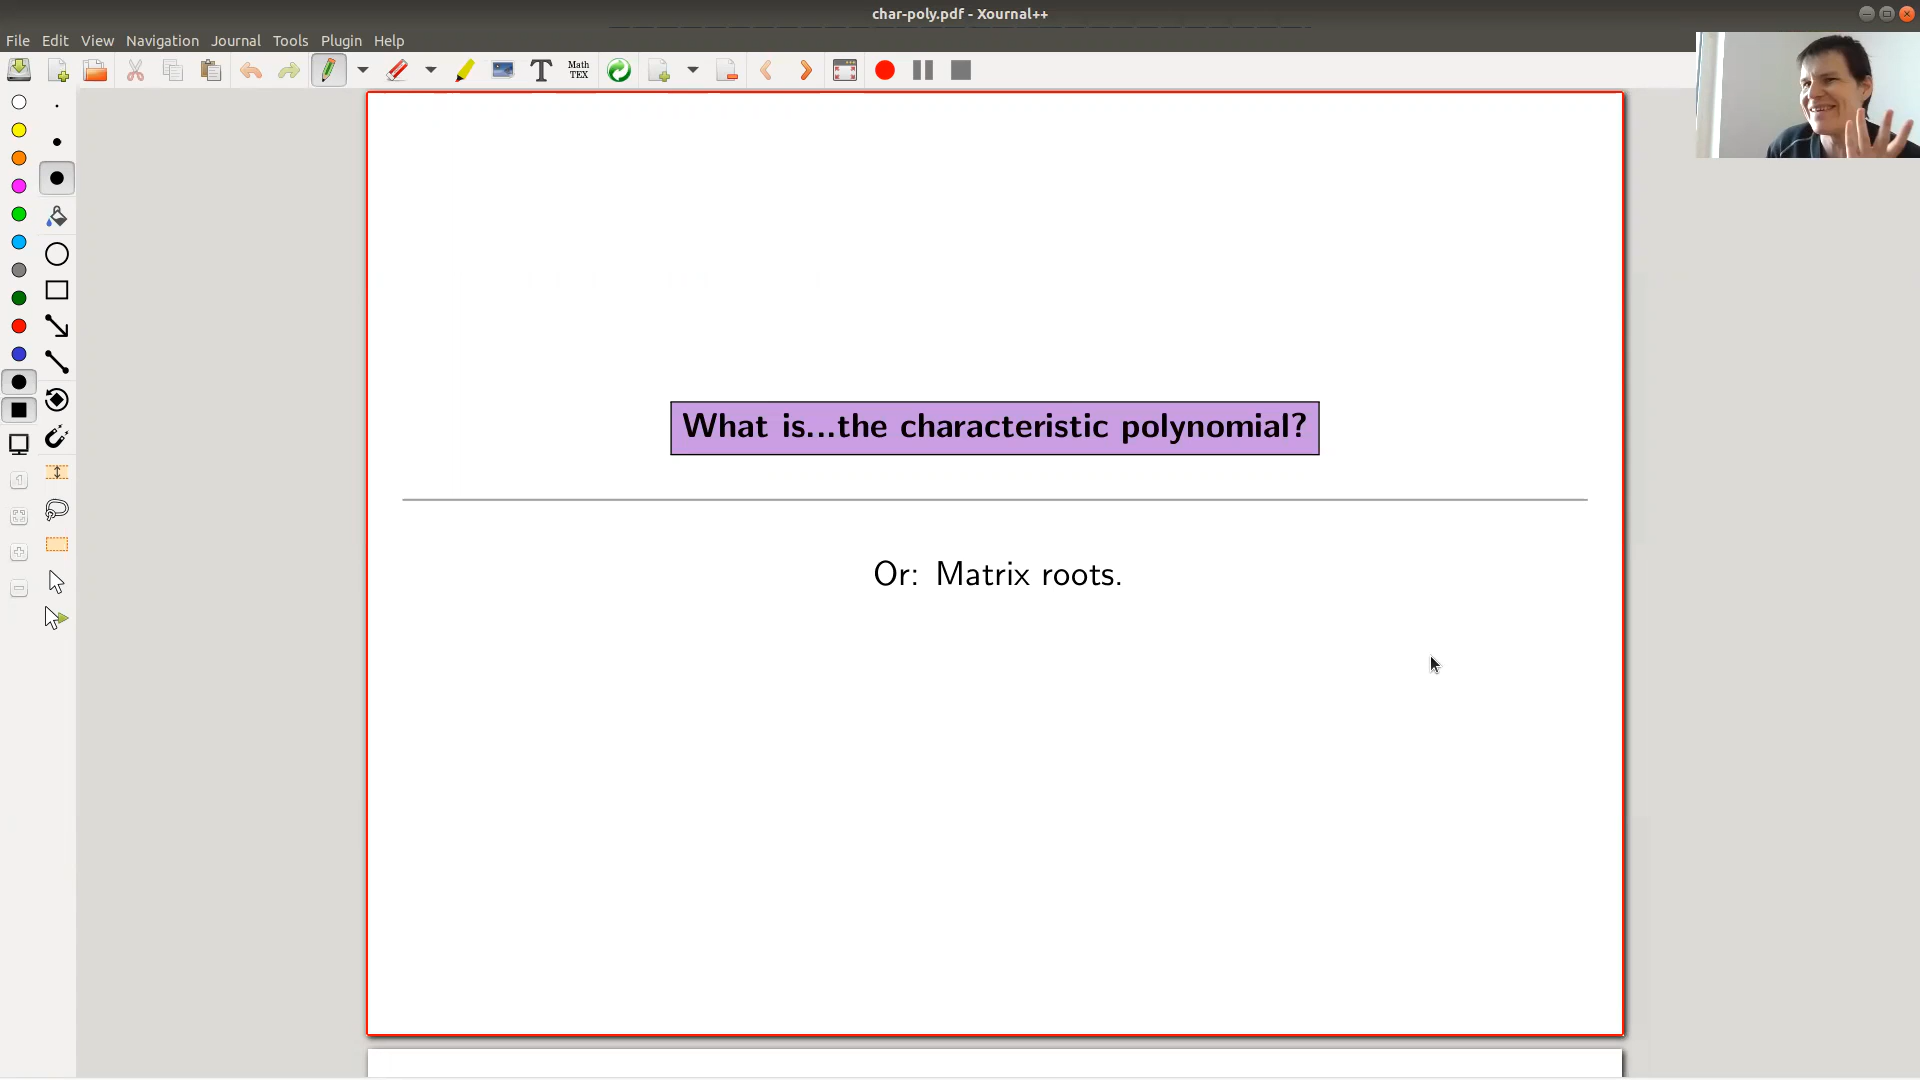 char-poly.pdf - Xournal++
File Edit View Navigation Journal Tools Plugin Help
T Math
TEX
What is...the characteristic polynomial?
Or: Matrix roots.